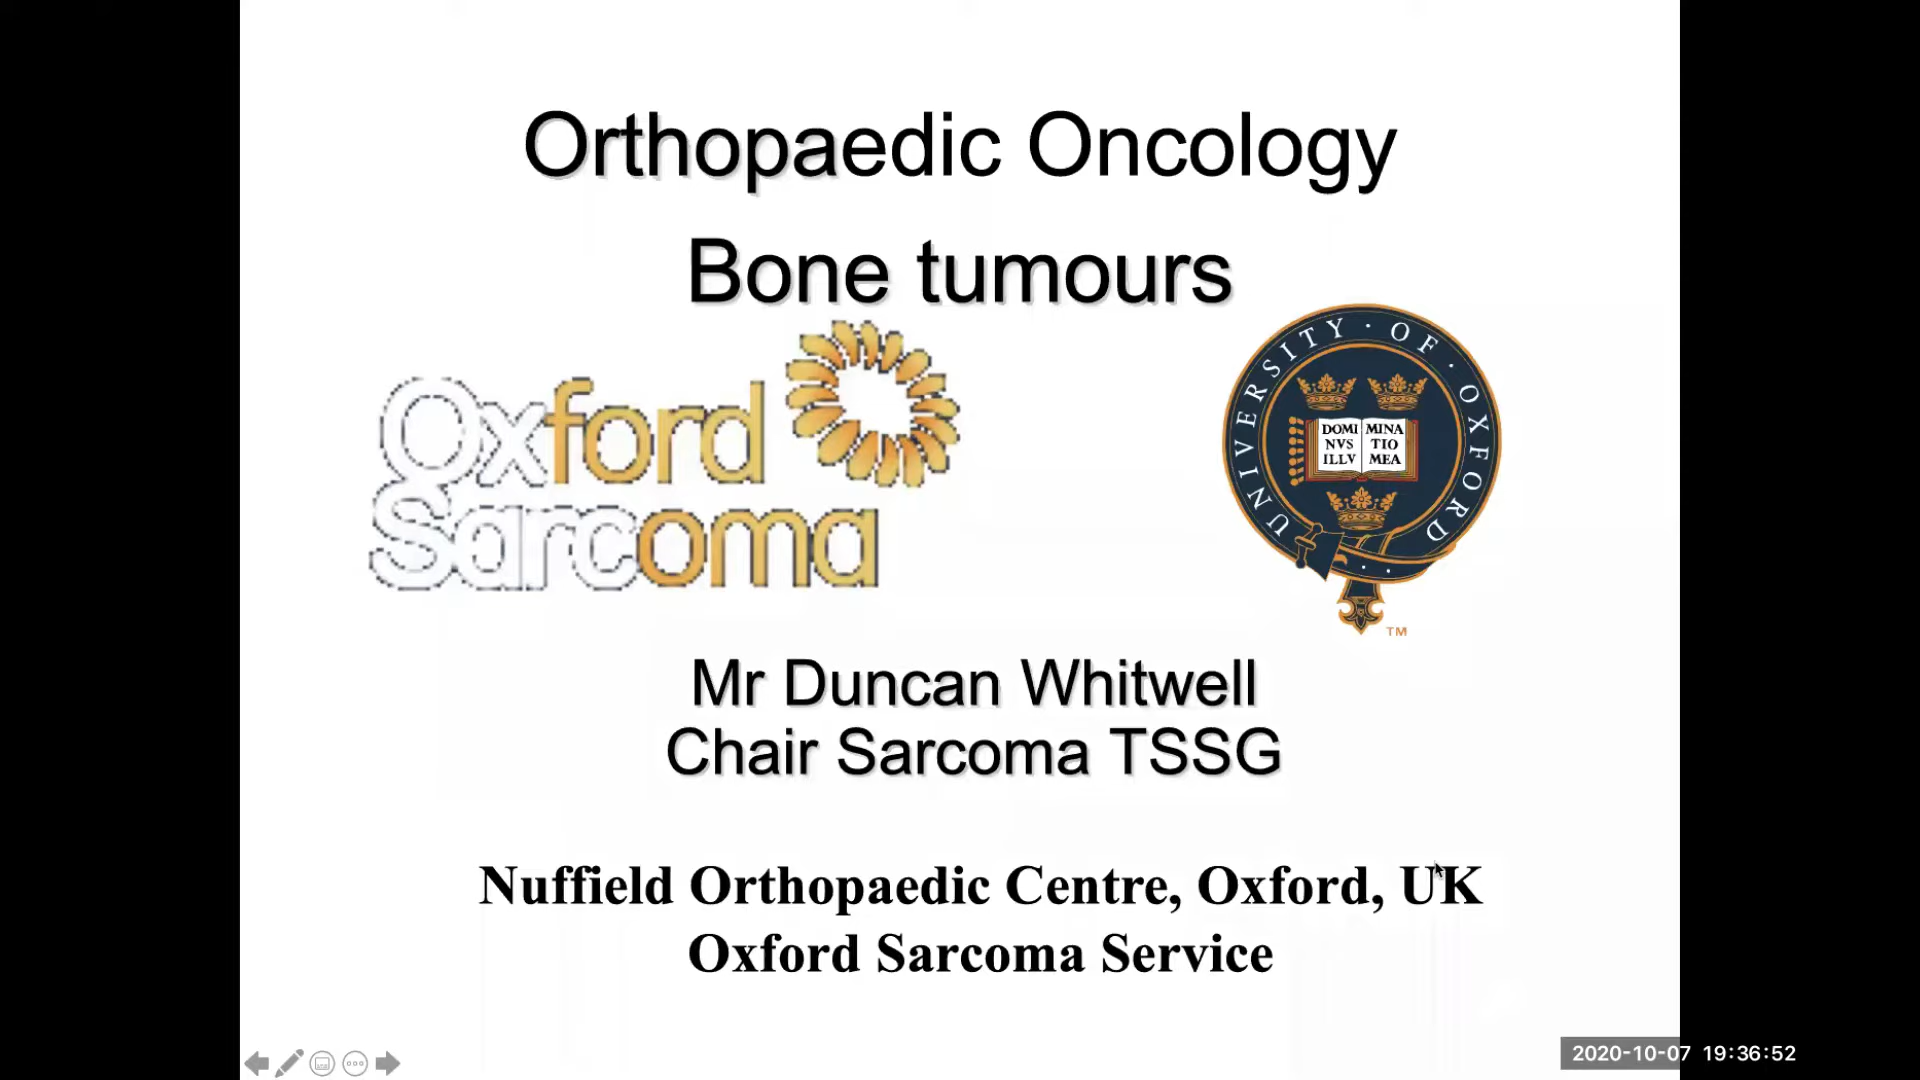 Orthopaedic Oncology
Bone tumours
Oxford
Sarcoma
UNIVERSITY · OF · OXFORD
DOMI MINA
NVS TIO
ILLV MEA
TM
Mr Duncan Whitwell
Chair Sarcoma TSSG
Nuffield Orthopaedic Centre, Oxford, UK
Oxford Sarcoma Service
2020-10-07 19:36:52